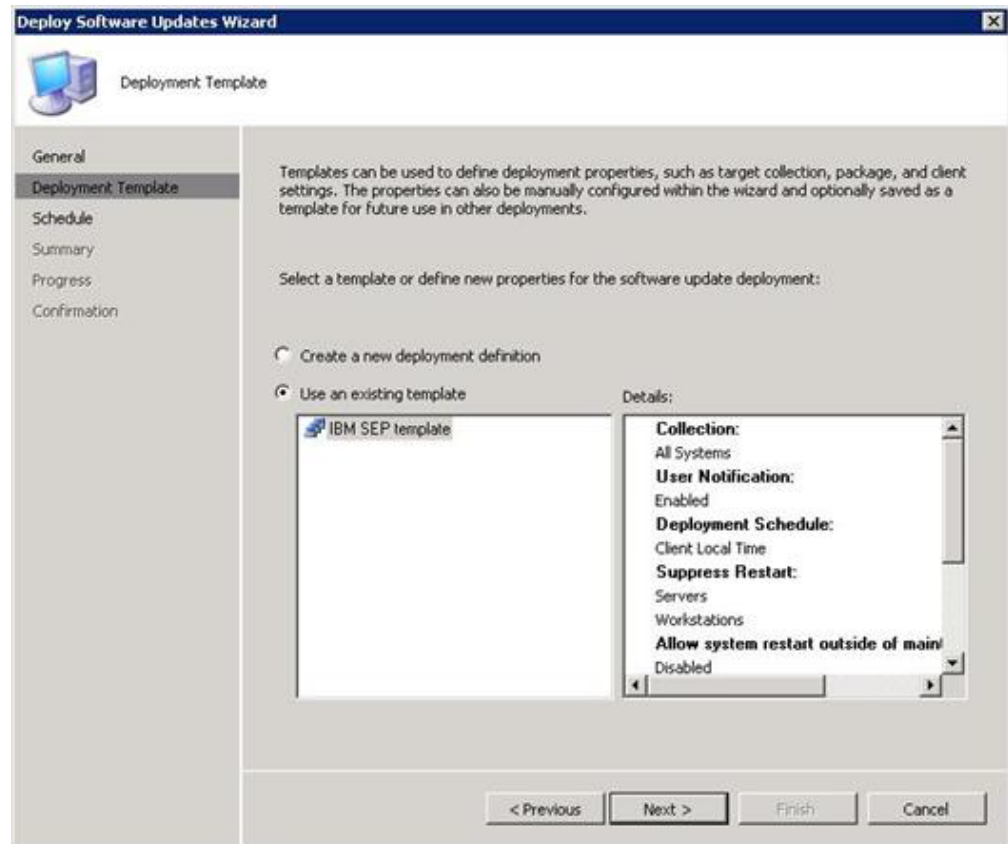 Deploy Software Updates Wizard
Deployment Template
General
Deployment Template
Schedule
Summary
Progress
Confirmation
Templates can be used to define deployment properties, such as target collection, package, and client
settings. The properties can also be manually configured within the wizard and optionally saved as a
template for future use in other deployments.
Select a template or define new properties for the software update deployment:
Create a new deployment definition
Use an existing template
IBM SEP template
Details:
Collection:
All Systems
User Notification:
Enabled
Deployment Schedule:
Client Local Time
Suppress Restart:
Servers
Workstations
Allow system restart outside of maint
Disabled
< Previous
Next >
Finish
Cancel